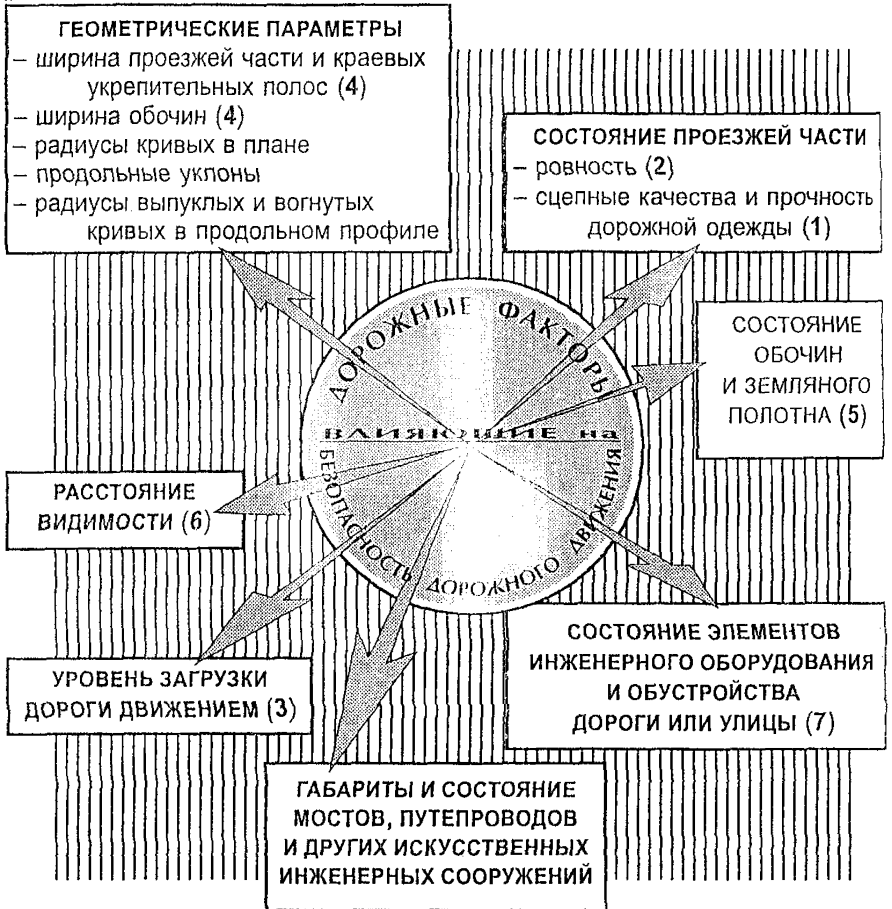 ГЕОМЕТРИЧЕСКИЕ ПАРАМЕТРЫ
– ширина проезжей части и краевых
укрепительных полос (4)
– ширина обочин (4)
– радиусы кривых в плане
– продольные уклоны
– радиусы выпуклых и вогнутых
кривых в продольном профиле
СОСТОЯНИЕ ПРОЕЗЖЕЙ ЧАСТИ
– ровность (2)
– сцепные качества и прочность
дорожной одежды (1)
ДОРОЖНЫЕ ФАКТОРЫ
ВЛИЯЮЩИЕ на
БЕЗОПАСНОСТЬ ДОРОЖНОГО ДВИЖЕНИЯ
СОСТОЯНИЕ
ОБОЧИН
И ЗЕМЛЯНОГО
ПОЛОТНА (5)
РАССТОЯНИЕ
ВИДИМОСТИ (6)
УРОВЕНЬ ЗАГРУЗКИ
ДОРОГИ ДВИЖЕНИЕМ (3)
СОСТОЯНИЕ ЭЛЕМЕНТОВ
ИНЖЕНЕРНОГО ОБОРУДОВАНИЯ
И ОБУСТРОЙСТВА
ДОРОГИ ИЛИ УЛИЦЫ (7)
ГАБАРИТЫ И СОСТОЯНИЕ
МОСТОВ, ПУТЕПРОВОДОВ
И ДРУГИХ ИСКУССТВЕННЫХ
ИНЖЕНЕРНЫХ СООРУЖЕНИЙ